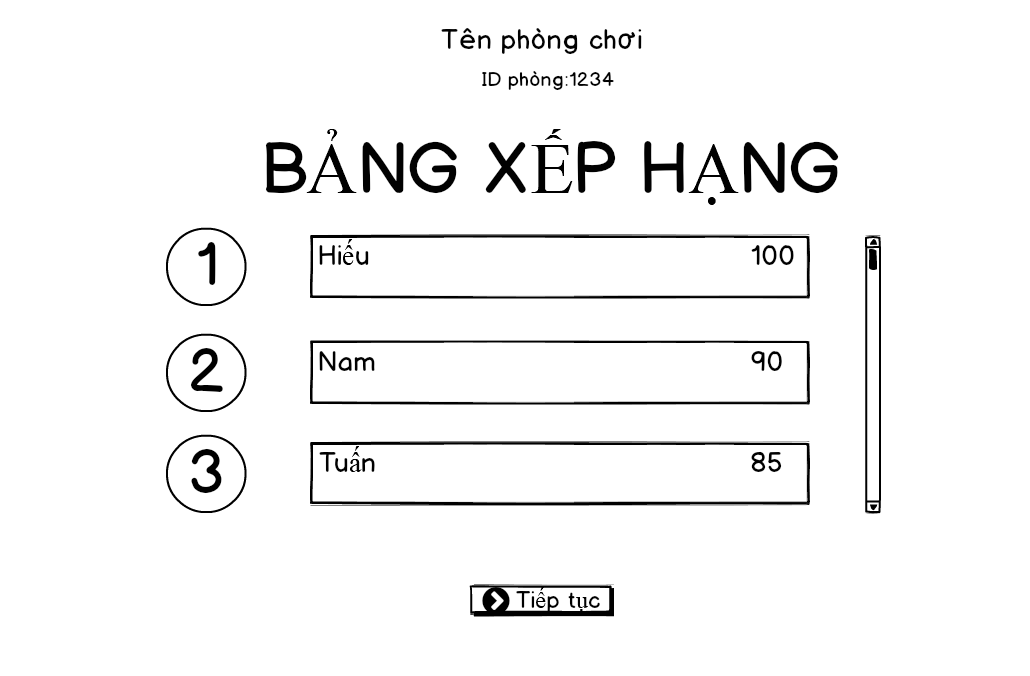 Tên phòng chơi
ID phòng:1234
BẢNG XẾP HẠNG
1 Hiếu 100
2 Nam 90
3 Tuấn 85
Tiếp tục